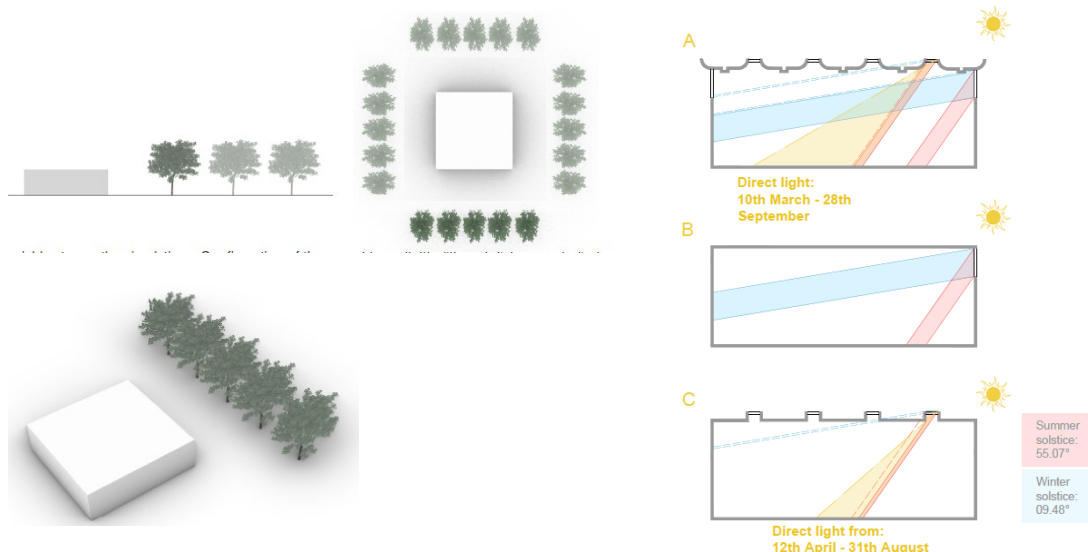 A
Direct light:
10th March - 28th
September
B
C
Summer
solstice:
55.07°
Winter
solstice:
09.48°
Direct light from:
12th April - 31th August